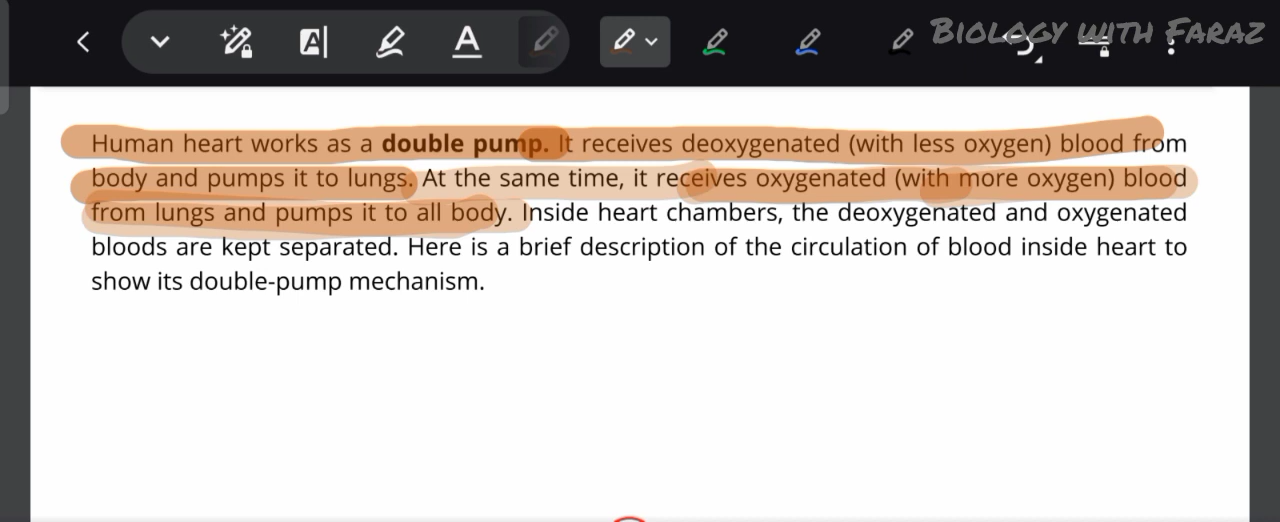 Biology with Faraz
Human heart works as a double pump. It receives deoxygenated (with less oxygen) blood from
body and pumps it to lungs. At the same time, it receives oxygenated (with more oxygen) blood
from lungs and pumps it to all body. Inside heart chambers, the deoxygenated and oxygenated
bloods are kept separated. Here is a brief description of the circulation of blood inside heart to
show its double-pump mechanism.